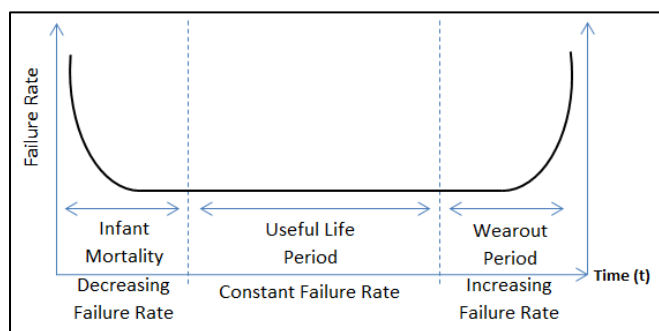 Failure Rate
Infant
Mortality
Useful Life
Period
Wearout
Period
Time (t)
Decreasing
Failure Rate
Constant Failure Rate
Increasing
Failure Rate